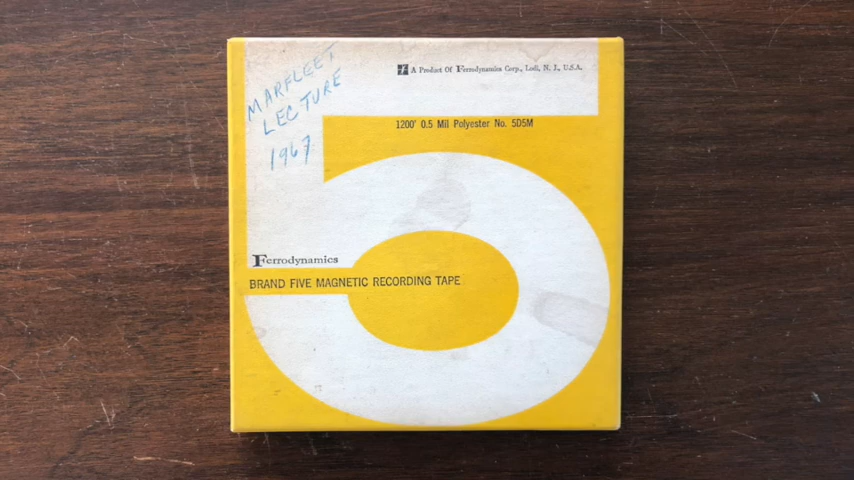 MARFLEET
LECTURE
1967
A Product Of Ferrodynamics Corp., Lodi, N. J., U.S.A.
1200' 0.5 Mil Polyester No. 5D5M
5
Ferrodynamics
BRAND FIVE MAGNETIC RECORDING TAPE